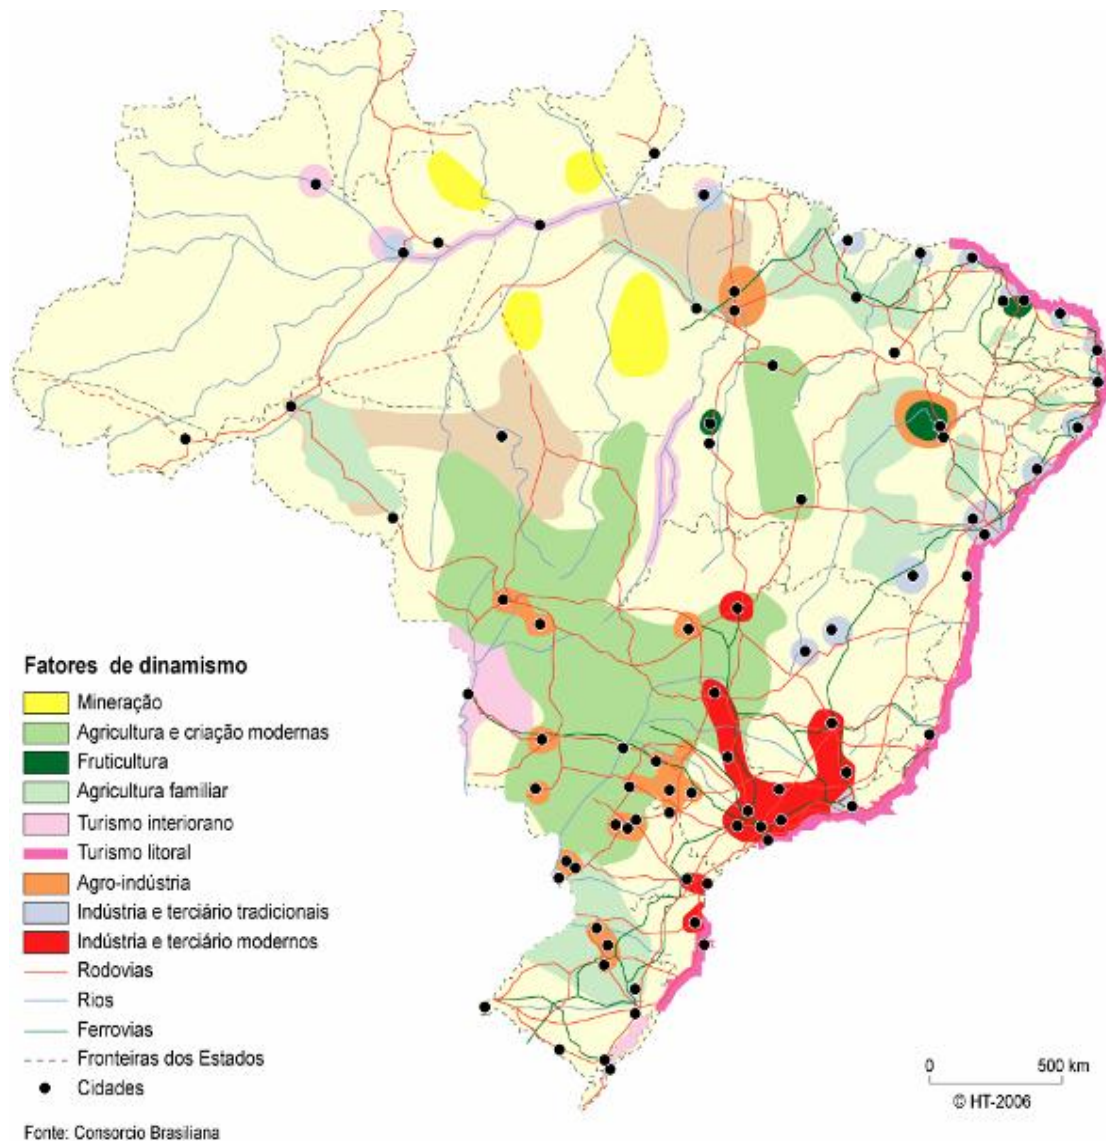 Fatores de dinamismo
Mineração
Agricultura e criação modernas
Fruticultura
Agricultura familiar
Turismo interiorano
Turismo litoral
Agro-indústria
Indústria e terciário tradicionais
Indústria e terciário modernos
Rodovias
Rios
Ferrovias
Fronteiras dos Estados
Cidades
0 500 km
© HT-2006
Fonte: Consorcio Brasiliana